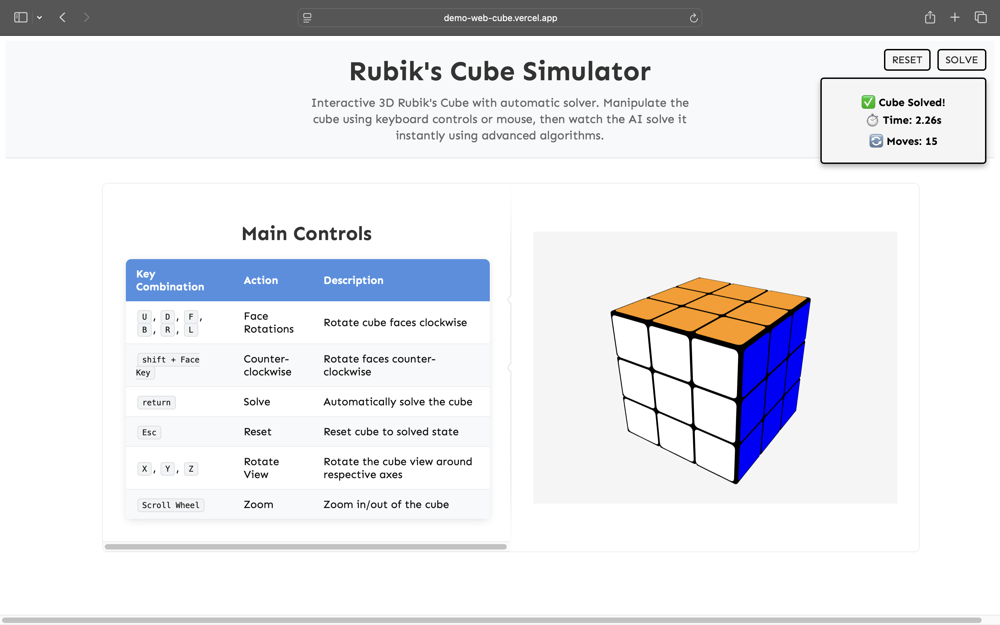 demo-web-cube.vercel.app
RESET
SOLVE
Rubik's Cube Simulator
Interactive 3D Rubik's Cube with automatic solver. Manipulate the
cube using keyboard controls or mouse, then watch the AI solve it
instantly using advanced algorithms.
✅ Cube Solved!
⏱️ Time: 2.26s
🔄 Moves: 15
Main Controls
Key
Combination
Action
Description
U, D, F,
B, R, L
Face
Rotations
Rotate cube faces clockwise
shift + Face
Key
Counter-
clockwise
Rotate faces counter-
clockwise
return
Solve
Automatically solve the cube
Esc
Reset
Reset cube to solved state
X, Y, Z
Rotate
View
Rotate the cube view around
respective axes
Scroll Wheel
Zoom
Zoom in/out of the cube